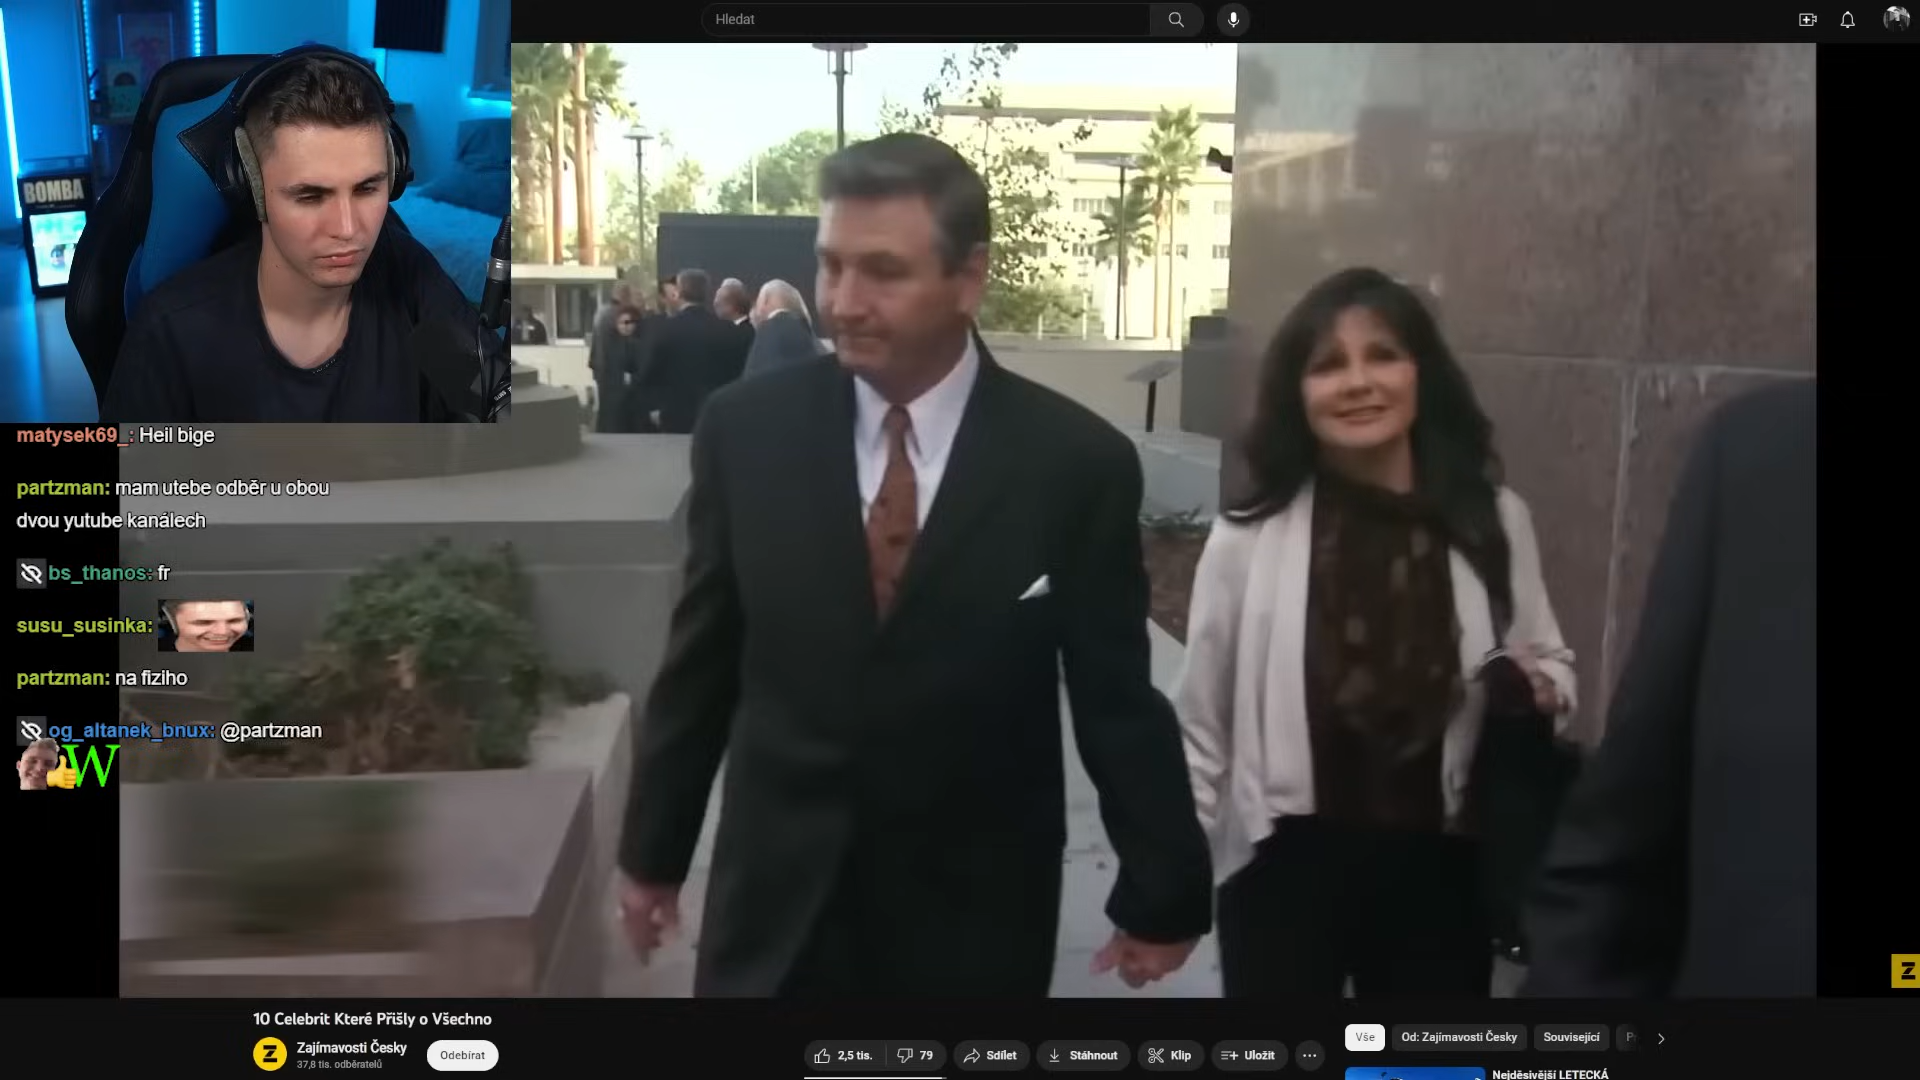 Hledat
BOMBA
matysek69_: Heil bige
partzman: mam utebe odběr u obou
dvou yutube kanálech
bs_thanos: fr
susu_susinka:
partzman: na fiziho
og_altanek_bnux: @partzman
W
Z
10 Celebrit Které Přišly o Všechno
Z
Zajímavosti Česky
37,8 tis. odběratelů
Odebírat
2,5 tis.
79
Sdílet
Stáhnout
Klip
Uložit
Vše
Od: Zajímavosti Česky
Související
Nejděsivější LETECKÁ